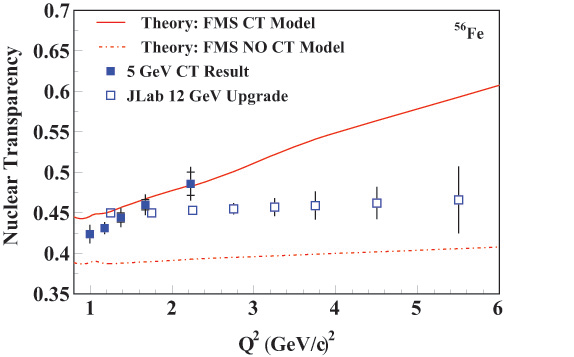 0.7
0.65
0.6
0.55
0.5
0.45
0.4
0.35
Nuclear Transparency
Theory: FMS CT Model
Theory: FMS NO CT Model
5 GeV CT Result
JLab 12 GeV Upgrade
⁵⁶Fe
1 2 3 4 5 6
Q² (GeV/c)²